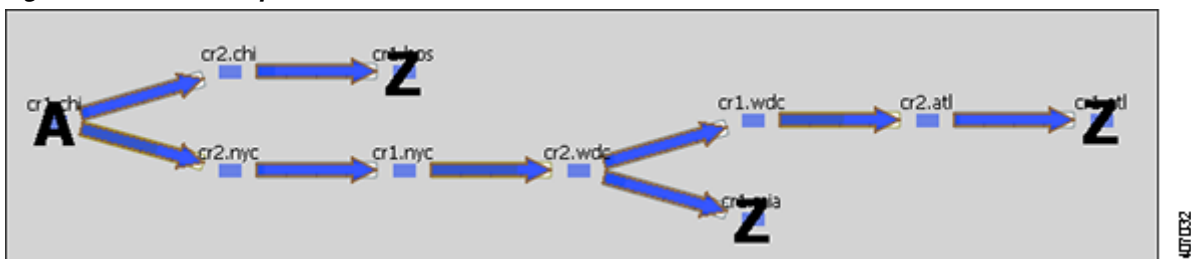 cr2.chi
Z
cr1.chi
A
cr1.wdc
cr2.atl
Z
cr2.nyc
cr1.nyc
cr2.wdc
Z
407032